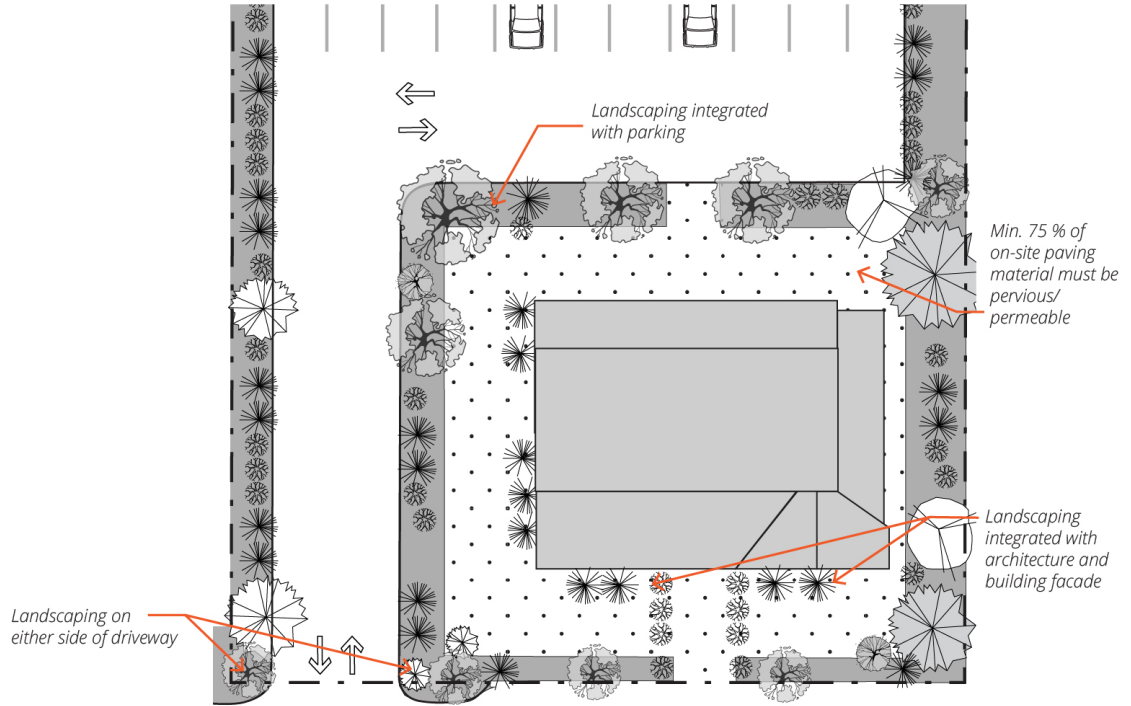 Landscaping integrated
with parking
Min. 75 % of
on-site paving
material must be
pervious/
permeable
Landscaping
integrated with
architecture and
building facade
Landscaping on
either side of driveway